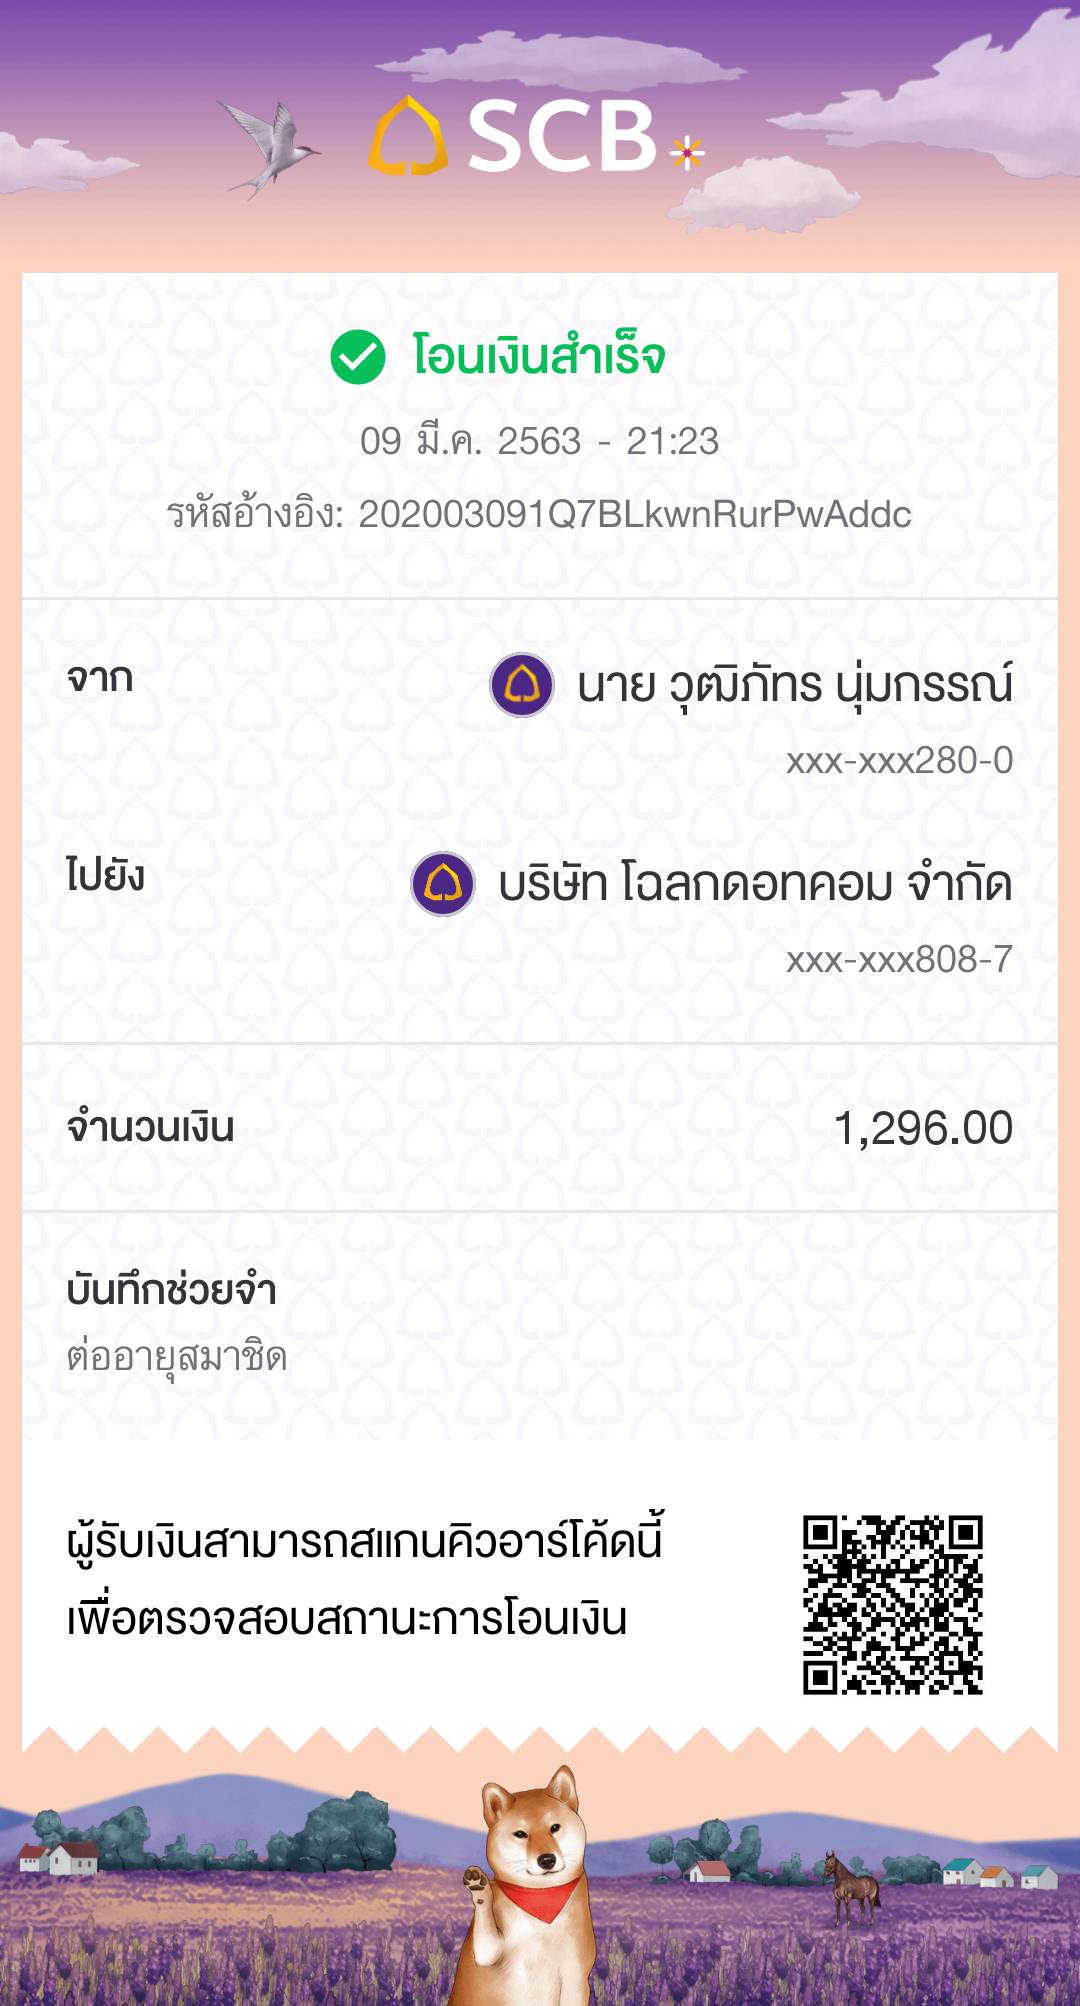 SCB
โอนเงินสำเร็จ
09 มี.ค. 2563 - 21:23
รหัสอ้างอิง: 202003091Q7BLkwnRurPwAddc
จาก
นาย วุฒิภัทร นุ่มกรรณ์
xxx-xxx280-0
ไปยัง
บริษัท โฉลกดอทคอม จำกัด
xxx-xxx808-7
จำนวนเงิน 1,296.00
บันทึกช่วยจำ
ต่ออายุสมาชิด
ผู้รับเงินสามารถสแกนคิวอาร์โค้ดนี้
เพื่อตรวจสอบสถานะการโอนเงิน